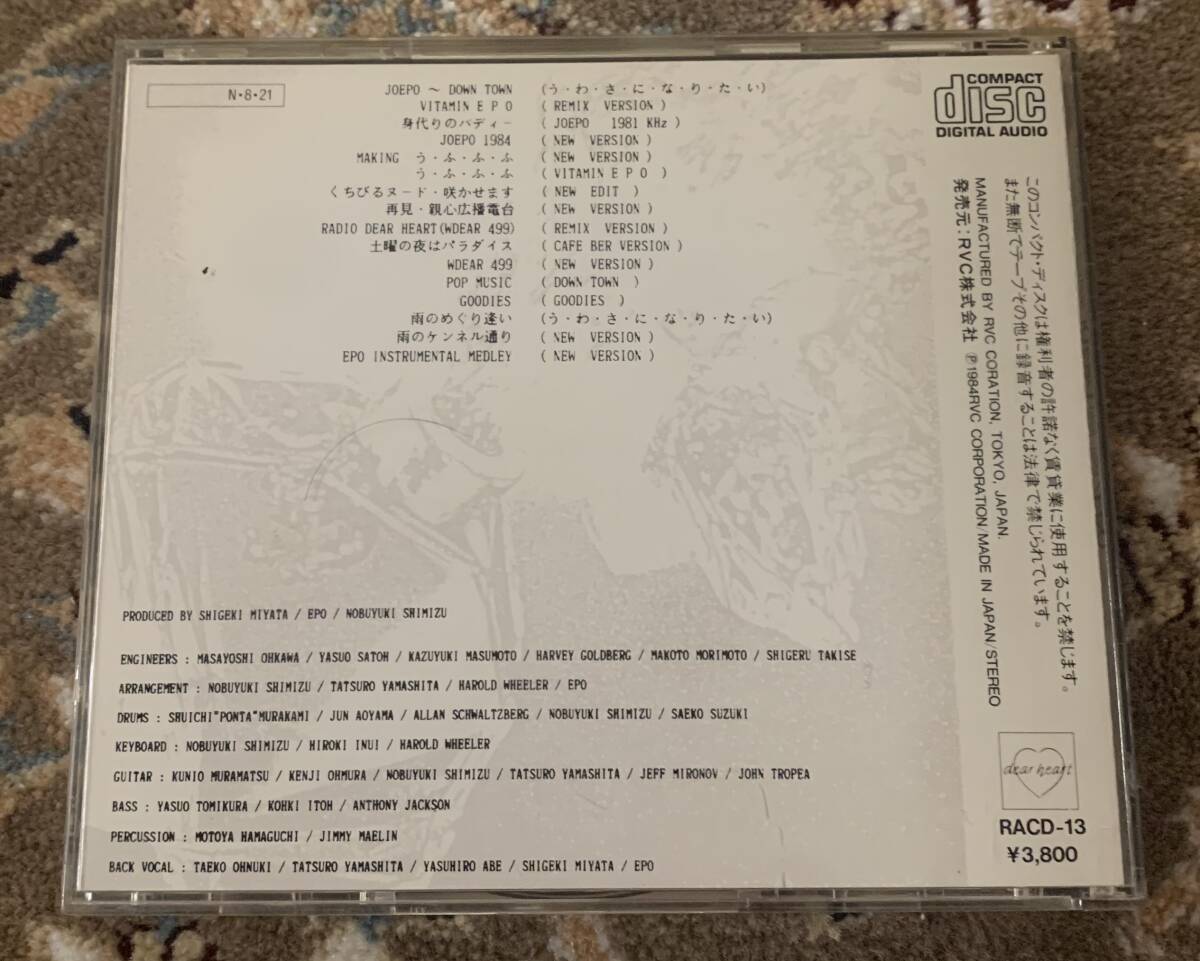 N・8・21
JOEPO ~ DOWN TOWN (う・わ・さ・に・な・り・た・い)
VITAMIN E P O ( REMIX VERSION )
身代りのバディー ( JOEPO 1981 KHz )
JOEPO 1984 ( NEW VERSION )
MAKING う・ふ・ふ・ふ ( NEW VERSION )
う・ふ・ふ・ふ ( VITAMIN E P O )
くちびるヌード・咲かせます ( NEW EDIT )
再見・親心広播電台 ( NEW VERSION )
RADIO DEAR HEART(WDEAR 499) ( REMIX VERSION )
土曜の夜はパラダイス ( CAFE BER VERSION )
WDEAR 499 ( NEW VERSION )
POP MUSIC ( DOWN TOWN )
GOODIES ( GOODIES )
雨のめぐり逢い (う・わ・さ・に・な・り・た・い)
雨のケンネル通り ( NEW VERSION )
EPO INSTRUMENTAL MEDLEY ( NEW VERSION )
PRODUCED BY SHIGEKI MIYATA / EPO / NOBUYUKI SHIMIZU
ENGINEERS : MASAYOSHI OHKAWA / YASUO SATOH / KAZUYUKI MASUMOTO / HARVEY GOLDBERG / MAKOTO MORIMOTO / SHIGERU TAKISE
ARRANGEMENT : NOBUYUKI SHIMIZU / TATSURO YAMASHITA / HAROLD WHEELER / EPO
DRUMS : SHUICHI"PONTA"MURAKAMI / JUN AOYAMA / ALLAN SCHWALTZBERG / NOBUYUKI SHIMIZU / SAEKO SUZUKI
KEYBOARD : NOBUYUKI SHIMIZU / HIROKI INUI / HAROLD WHEELER
GUITAR : KUNIO MURAMATSU / KENJI OHMURA / NOBUYUKI SHIMIZU / TATSURO YAMASHITA / JEFF MIRONOV / JOHN TROPEA
BASS : YASUO TOMIKURA / KOHKI ITOH / ANTHONY JACKSON
PERCUSSION : MOTOYA HAMAGUCHI / JIMMY MAELIN
BACK VOCAL : TAEKO OHNUKI / TATSURO YAMASHITA / YASUHIRO ABE / SHIGEKI MIYATA / EPO
COMPACT
disc
DIGITAL AUDIO
このコンパクト・ディスクは権利者の許諾なく賃貸業に使用することを禁じます。
また無断でテープその他に録音することは法律で禁じられています。
MANUFACTURED BY RVC CORATION, TOKYO, JAPAN.
発売元：RVC株式会社 ℗1984RVC CORPORATION/MADE IN JAPAN/STEREO
dear heart
RACD-13
¥3,800